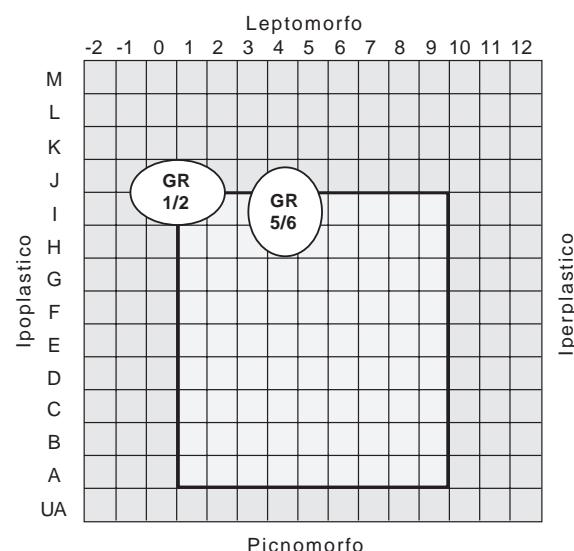 Leptomorfo
-2 -1 0 1 2 3 4 5 6 7 8 9 10 11 12
M
L
K
J
I
H
G
F
E
D
C
B
A
UA
GR
1/2
GR
5/6
Ipoplastico
Iperplastico
Picnomorfo